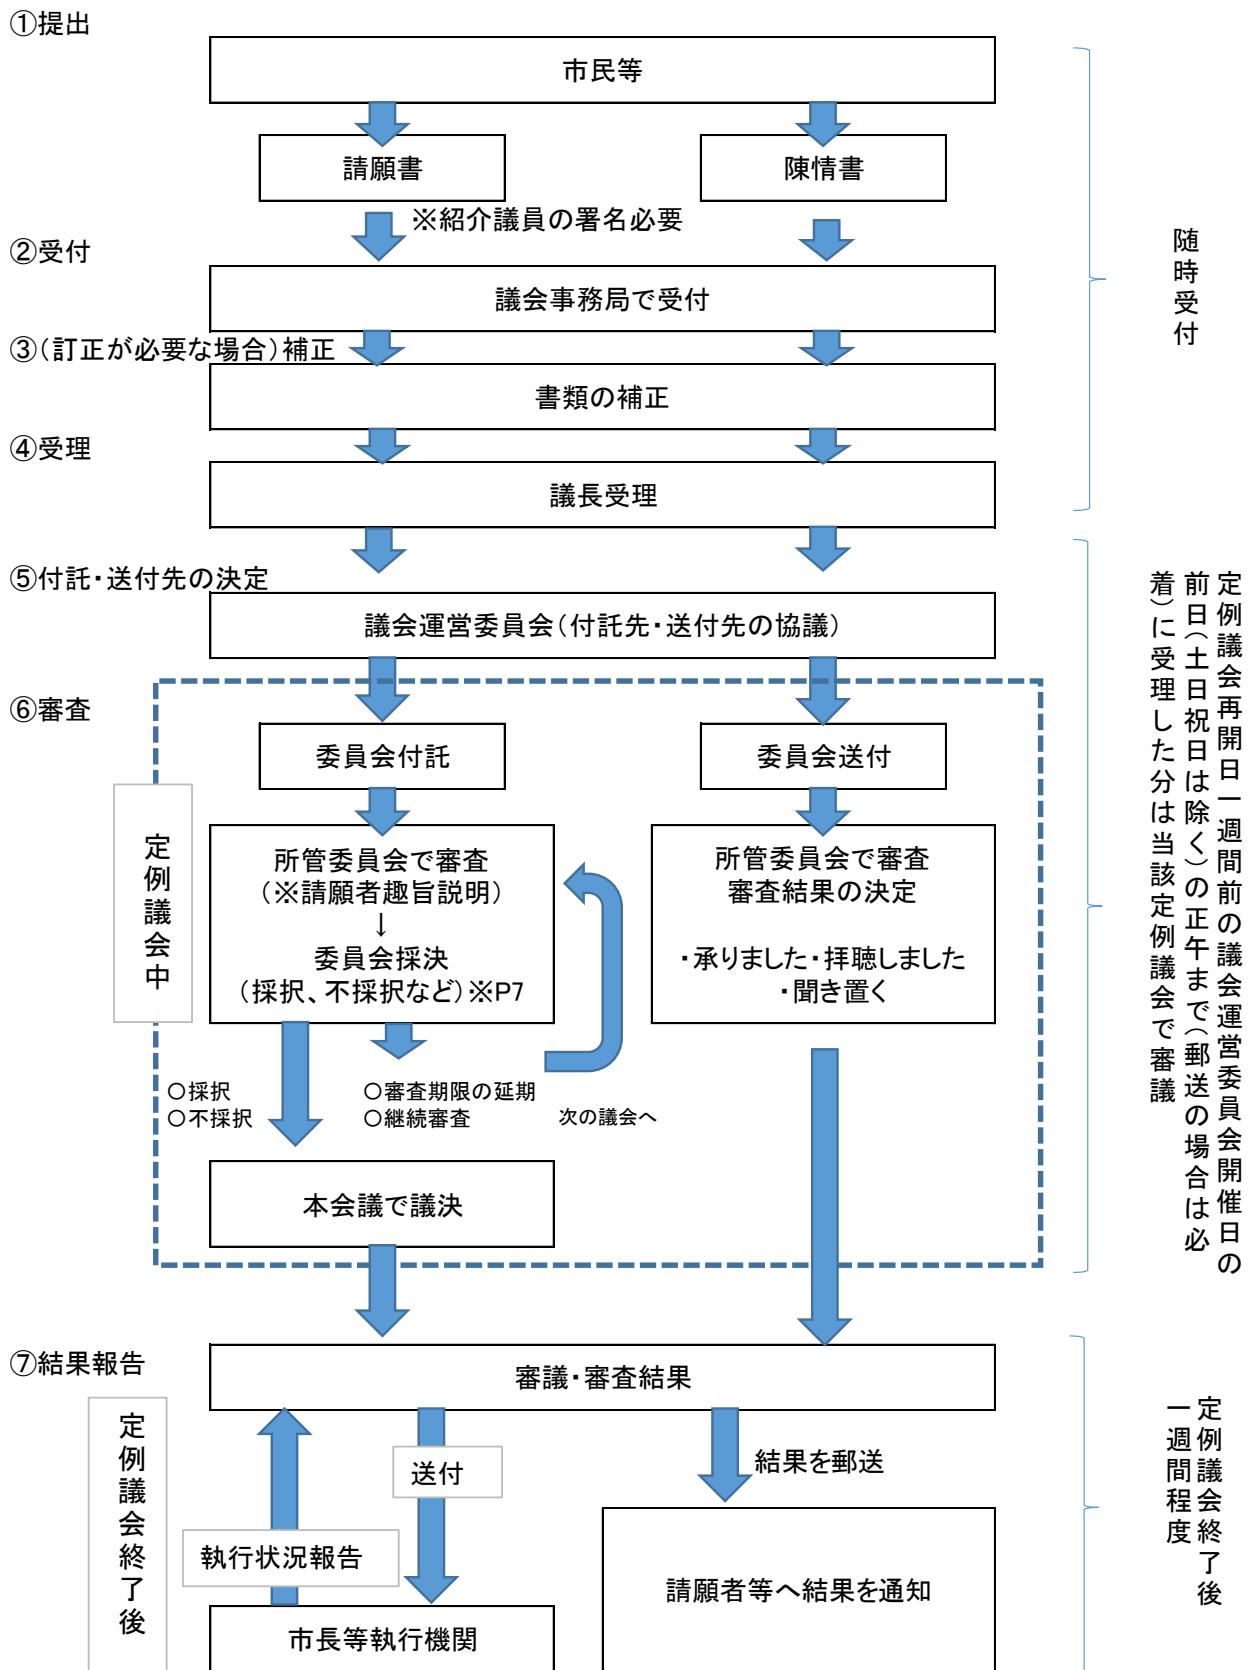 ①提出
市民等
請願書
陳情書
※紹介議員の署名必要
②受付
議会事務局で受付
③（訂正が必要な場合）補正
書類の補正
④受理
議長受理
随時受付
⑤付託・送付先の決定
議会運営委員会（付託先・送付先の協議）
⑥審査
定例議会中
委員会付託
委員会送付
所管委員会で審査
（※請願者趣旨説明）
↓
委員会採決
（採択、不採択など）※P7
所管委員会で審査
審査結果の決定
・承りました・拝聴しました
・聞き置く
○採択
○不採択
○審査期限の延期
○継続審査
次の議会へ
本会議で議決
定例議会再開日一週間前の議会運営委員会開催日の
前日（土日祝日は除く）の正午まで（郵送の場合は必
着）に受理した分は当該定例議会で審議
⑦結果報告
審議・審査結果
定例議会終了後
送付
結果を郵送
執行状況報告
請願者等へ結果を通知
市長等執行機関
定例議会終了後
一週間程度